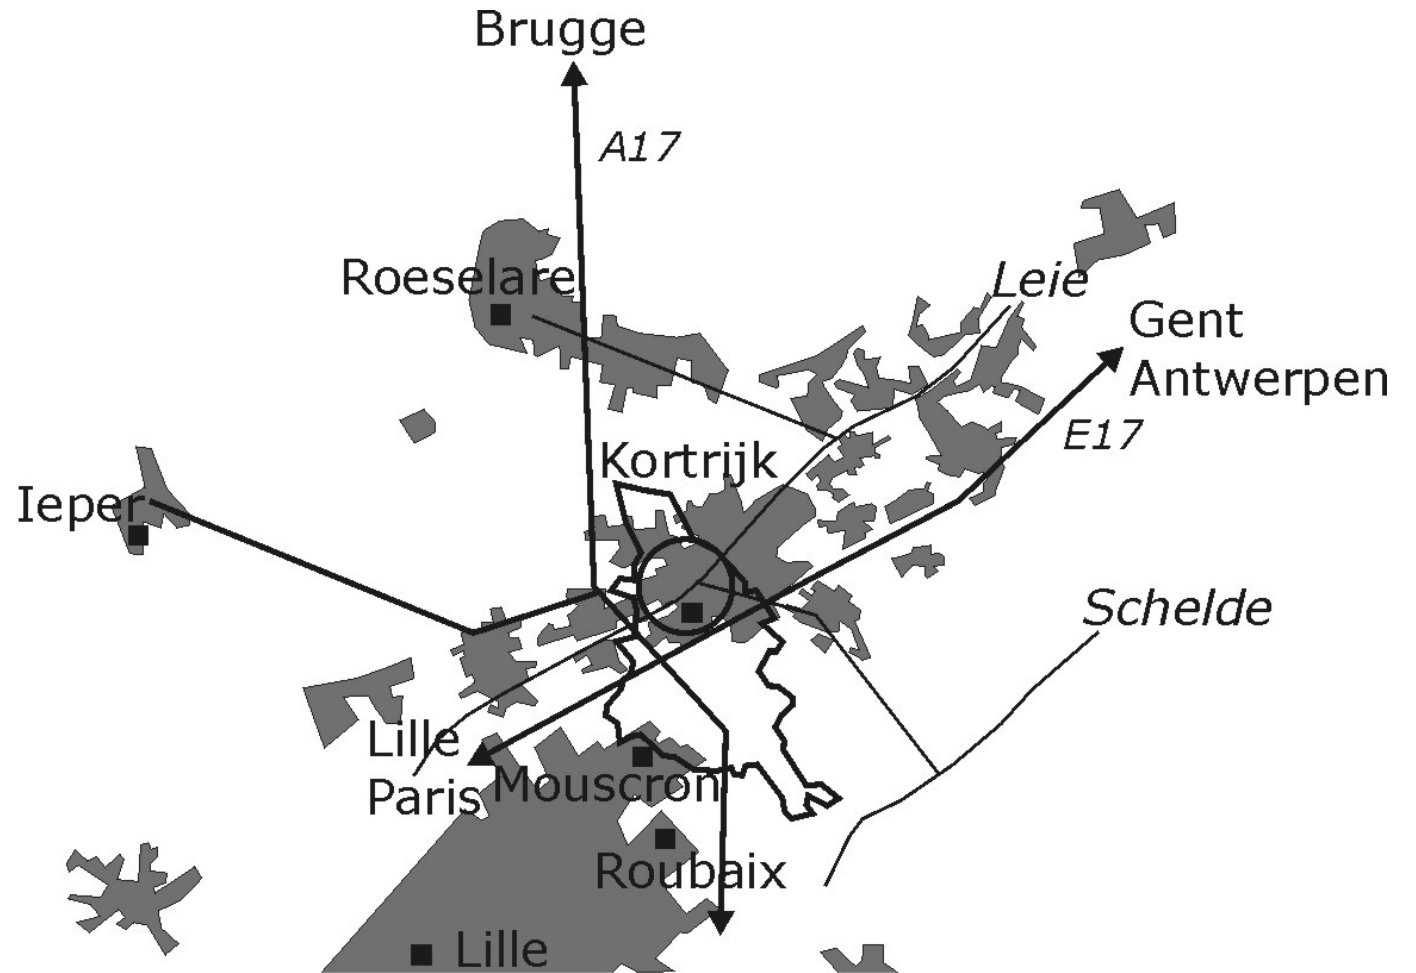 Brugge
A17
Roeselare
Leie
Gent
Antwerpen
E17
Kortrijk
Ieper
Schelde
Lille
Paris
Mouscron
Roubaix
Lille